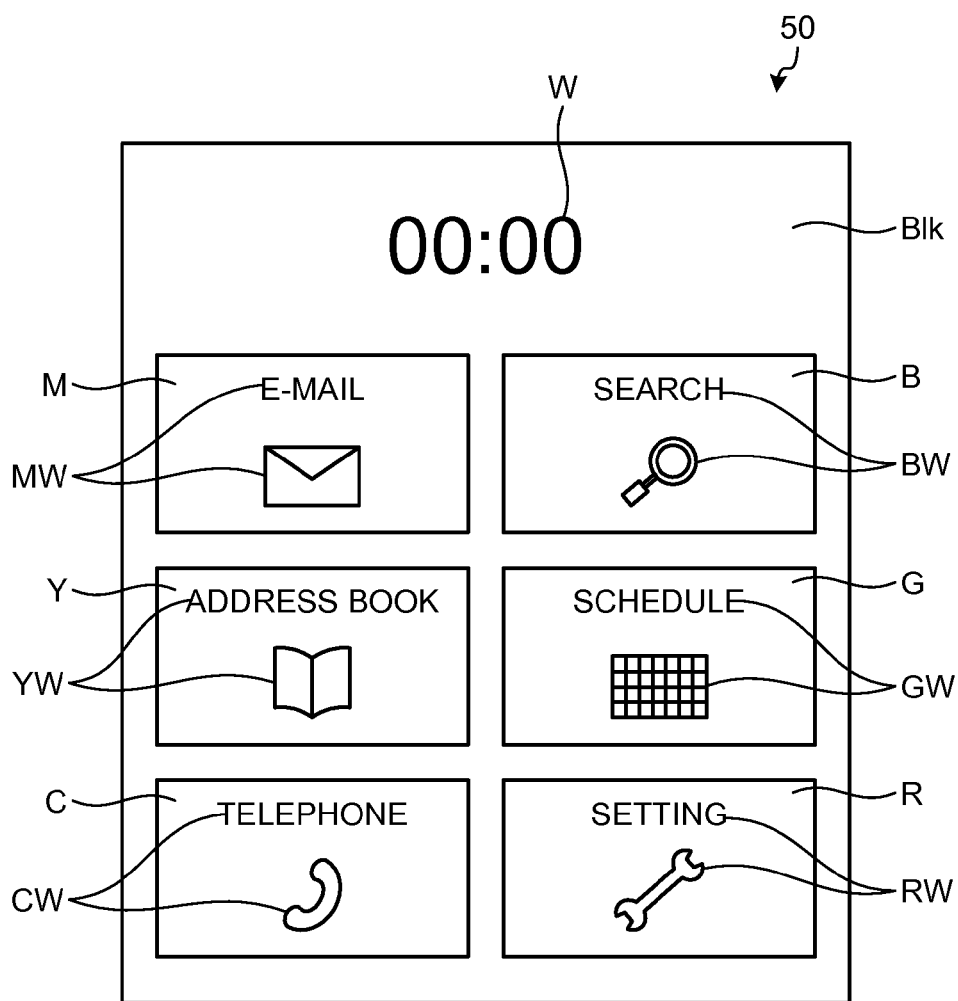 50
W
00:00
Blk
M
E-MAIL
SEARCH
B
MW
BW
Y
ADDRESS BOOK
SCHEDULE
G
YW
GW
C
TELEPHONE
SETTING
R
CW
RW